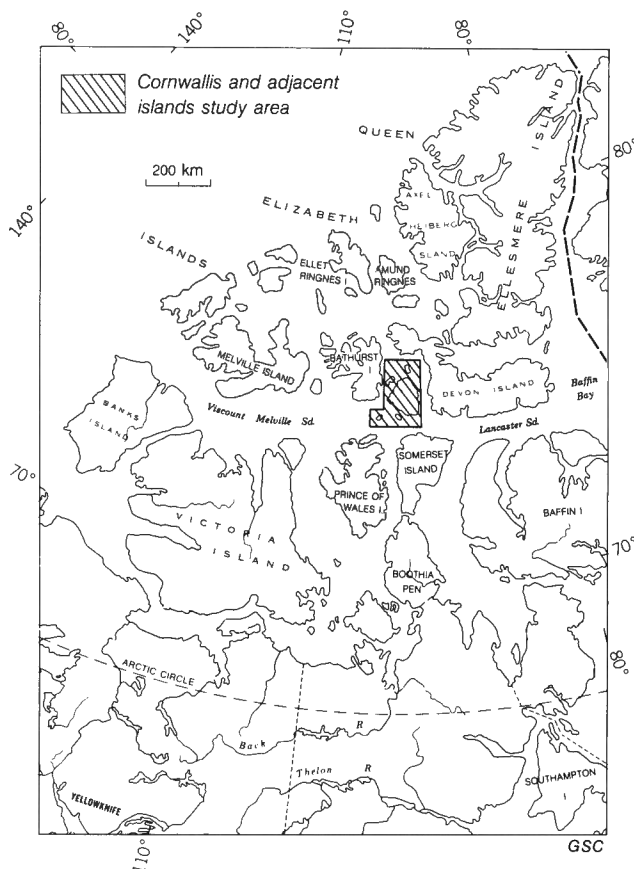 80°
140°
110°
80°
Cornwallis and adjacent
islands study area
200 km
QUEEN
ELIZABETH
ISLANDS
140°
80°
AXEL
HEIBERG
ISLAND
ELLESMERE
ISLAND
ELLET
RINGNES I
AMUND
RINGNES
MELVILLE ISLAND
BATHURST
I
DEVON ISLAND
Baffin
Bay
BANKS
ISLAND
Viscount Melville Sd.
Lancaster Sd.
70°
SOMERSET
ISLAND
PRINCE OF
WALES I
BAFFIN I
VICTORIA
ISLAND
70°
BOOTHIA
PEN
ARCTIC CIRCLE
80°
Back R
Thelon R
SOUTHAMPTON
I
YELLOWKNIFE
110°
GSC